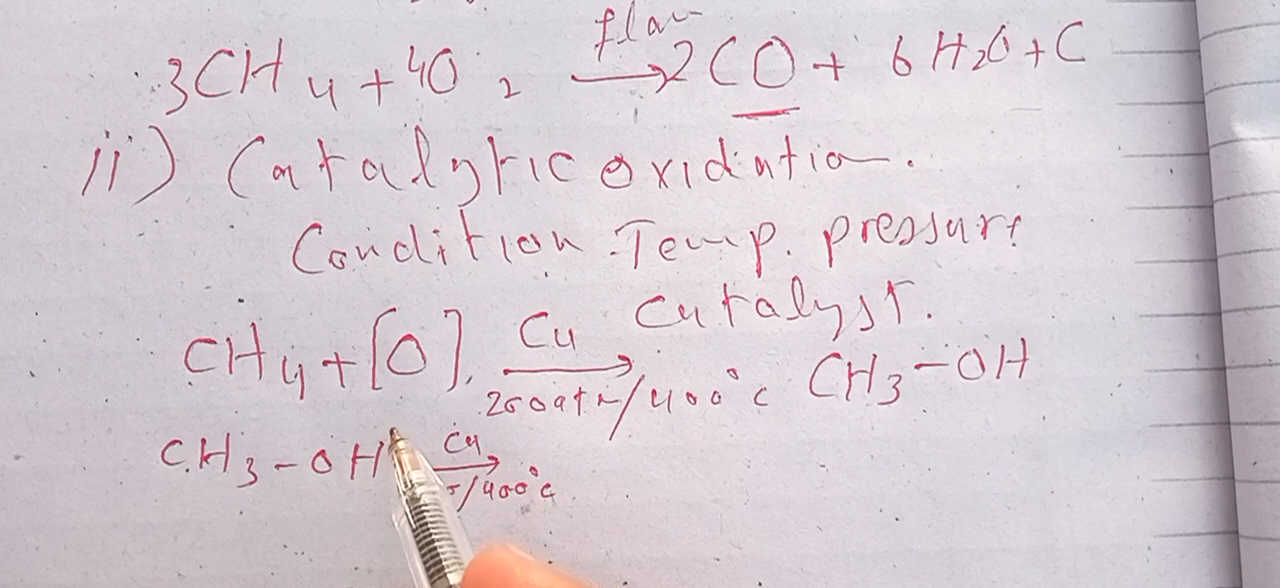 3CH4 + 4O2 flam → 2CO + 6H2O + C
ii) Catalytic oxidation.
Condition Temp. pressure
catalyst.
CH4 + [O] Cu → 200atm/400°c CH3-OH
CH3-OH Cu → /400°c